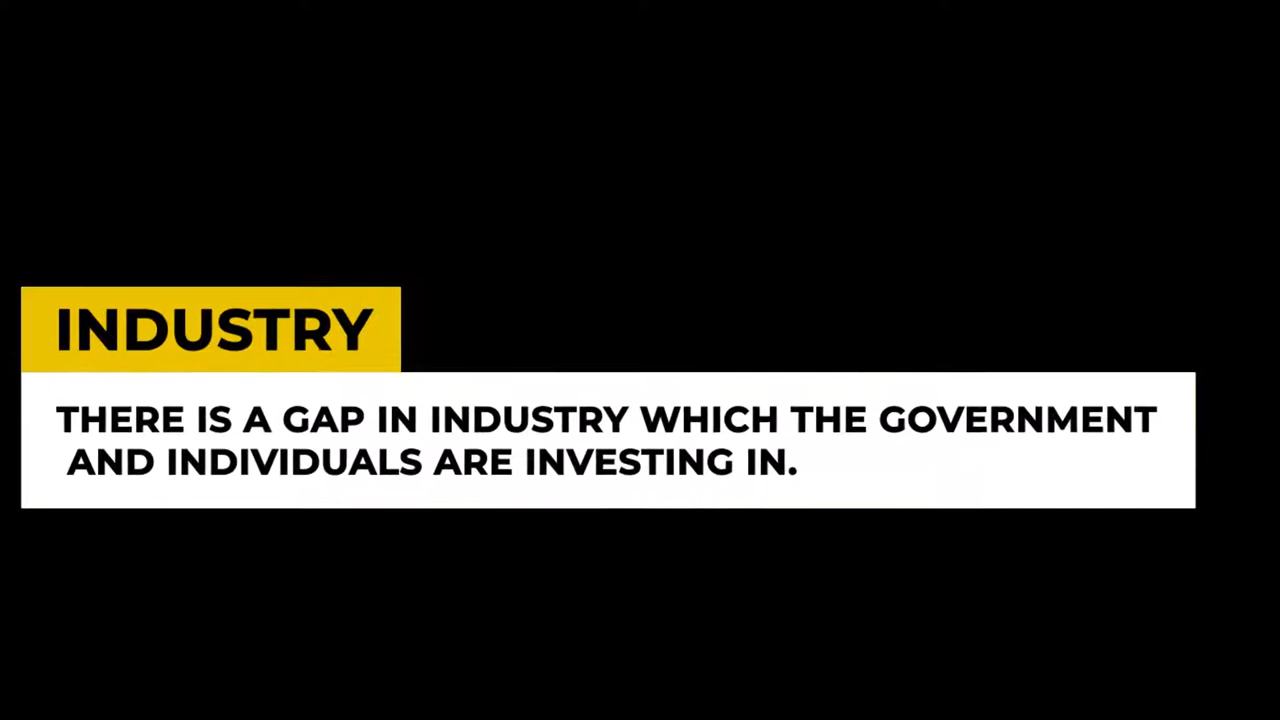 INDUSTRY
THERE IS A GAP IN INDUSTRY WHICH THE GOVERNMENT
AND INDIVIDUALS ARE INVESTING IN.